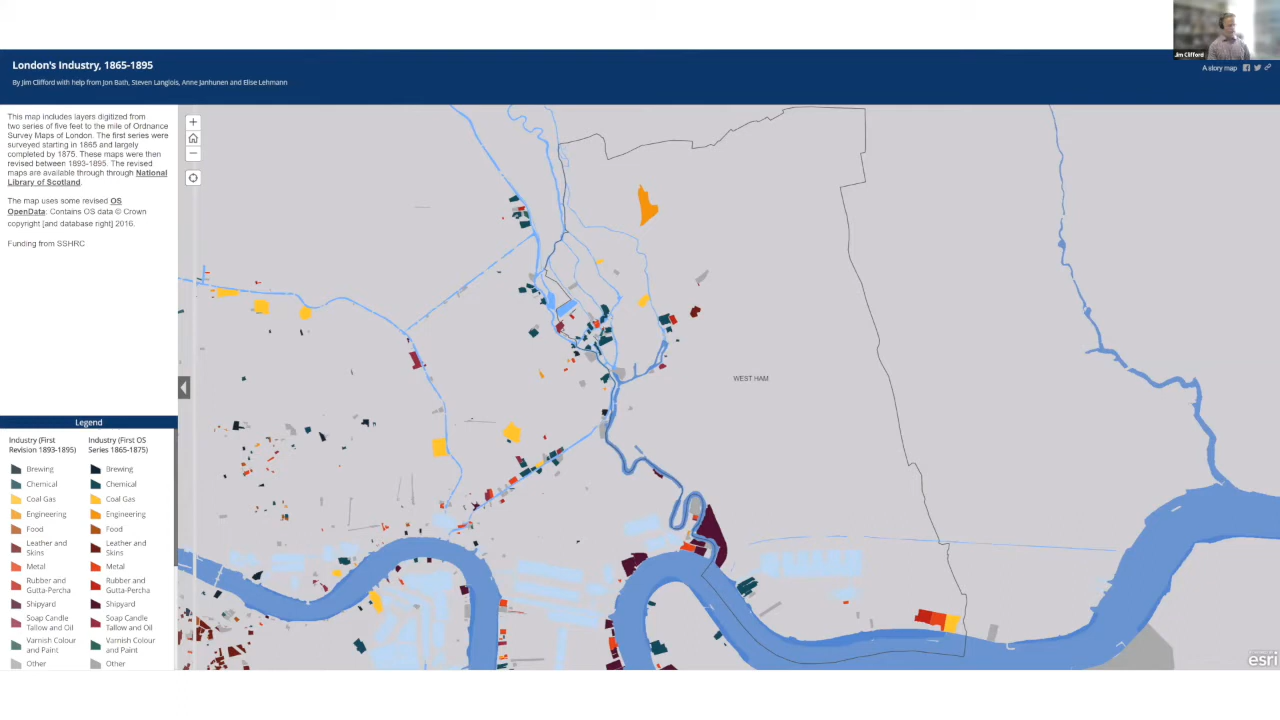 Jim Clifford
London's Industry, 1865-1895
By Jim Clifford with help from Jon Bath, Steven Langlois, Anne Janhunen and Elise Lehmann
A story map
This map includes layers digitized from
two series of five feet to the mile of Ordnance
Survey Maps of London. The first series were
surveyed starting in 1865 and largely
completed by 1875. These maps were then
revised between 1893-1895. The revised
maps are available through through National
Library of Scotland.
The map uses some revised OS
OpenData: Contains OS data © Crown
copyright [and database right] 2016.
Funding from SSHRC
WEST HAM
Legend
Industry (First
Revision 1893-1895)
Brewing
Chemical
Coal Gas
Engineering
Food
Leather and
Skins
Metal
Rubber and
Gutta-Percha
Shipyard
Soap Candle
Tallow and Oil
Varnish Colour
and Paint
Other
Industry (First OS
Series 1865-1875)
Brewing
Chemical
Coal Gas
Engineering
Food
Leather and
Skins
Metal
Rubber and
Gutta-Percha
Shipyard
Soap Candle
Tallow and Oil
Varnish Colour
and Paint
Other
esri